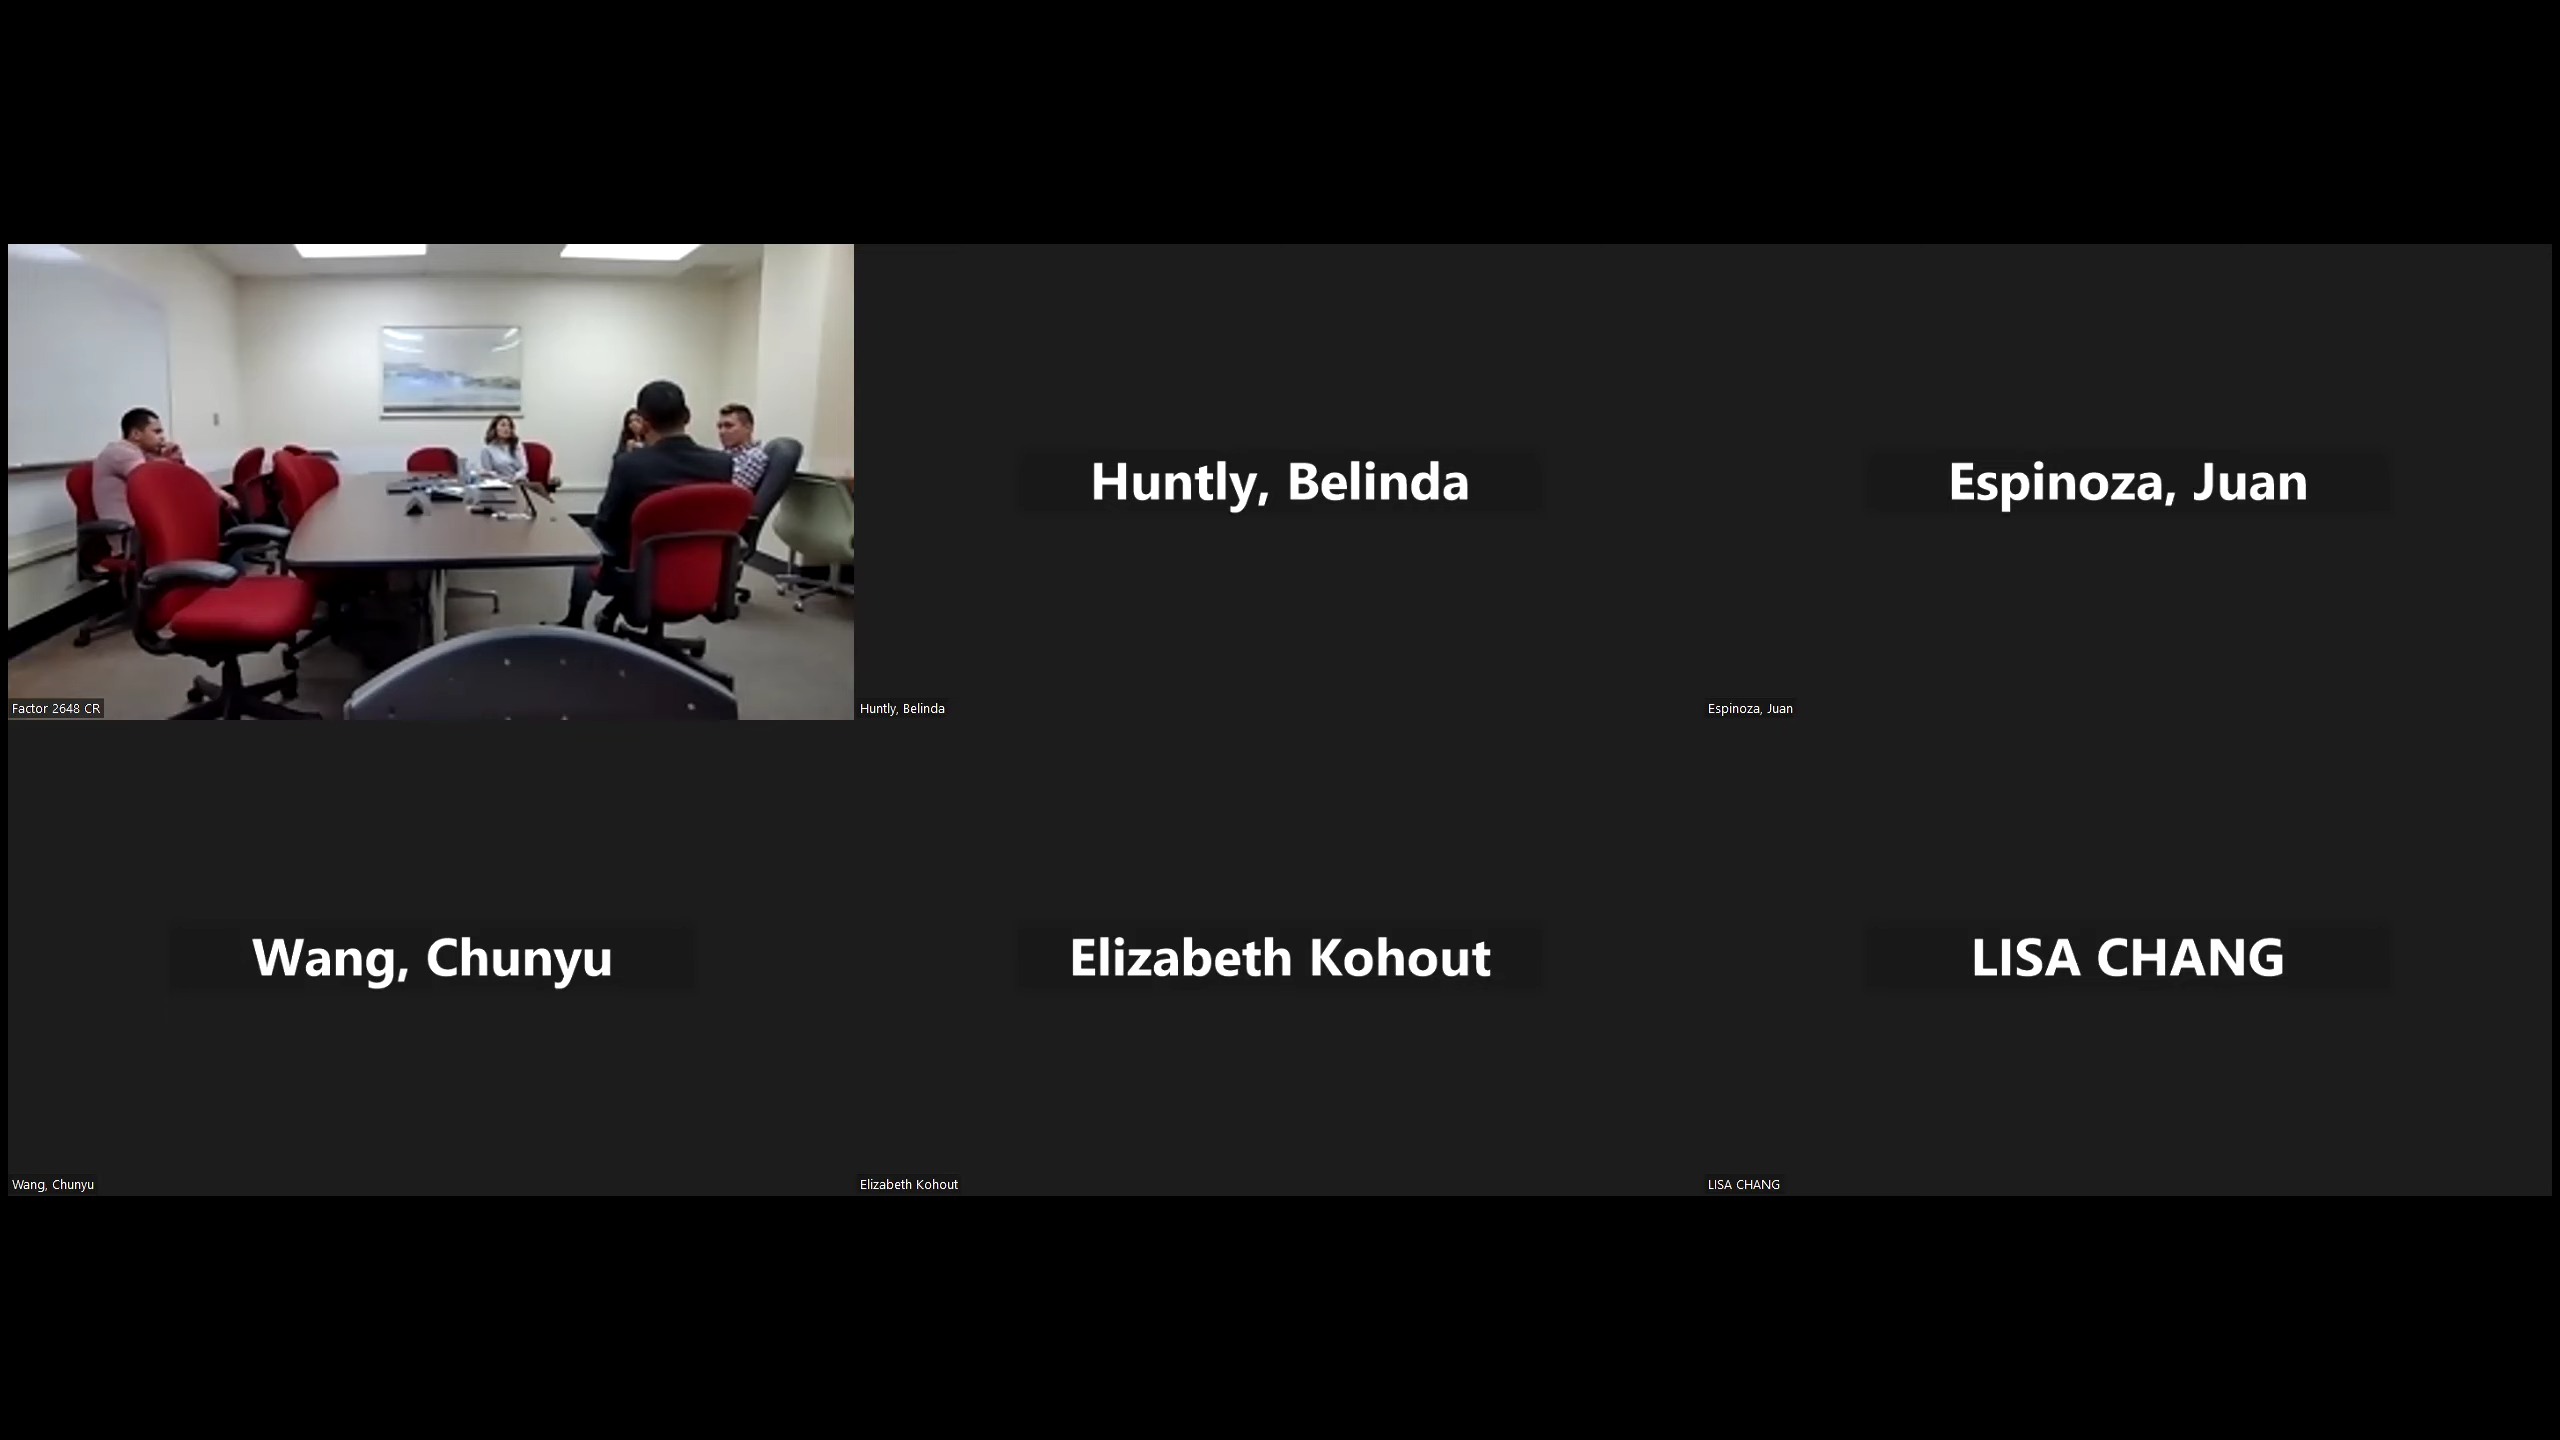 Huntly, Belinda
Espinoza, Juan
Factor 2648 CR
Huntly, Belinda
Espinoza, Juan
Wang, Chunyu
Elizabeth Kohout
LISA CHANG
Wang, Chunyu
Elizabeth Kohout
LISA CHANG